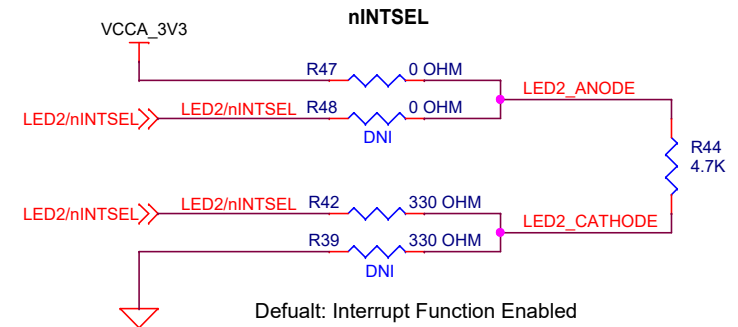 nINTSEL
VCCA_3V3
R47 0 OHM
LED2_ANODE
LED2/nINTSEL LED2/nINTSEL R48 0 OHM
DNI
R44
4.7K
LED2/nINTSEL LED2/nINTSEL R42 330 OHM
LED2_CATHODE
R39 330 OHM
DNI
Defualt: Interrupt Function Enabled